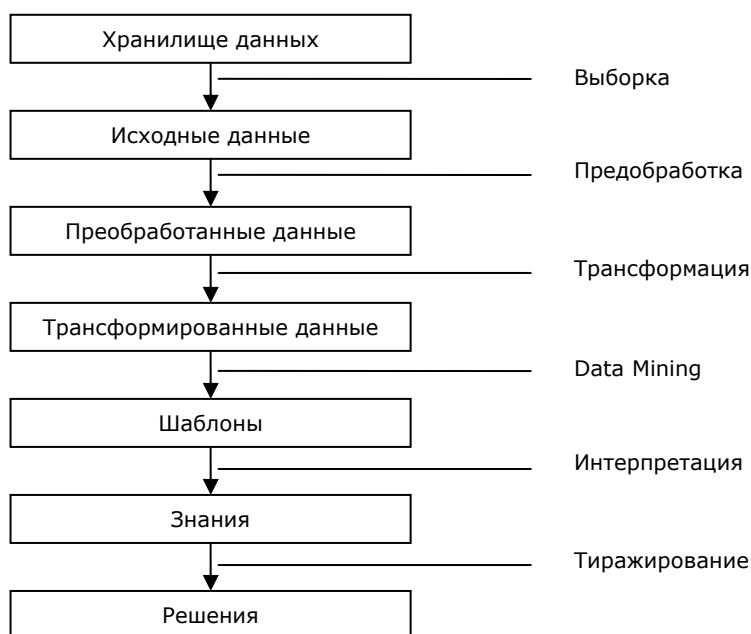 Хранилище данных
Выборка
Исходные данные
Предобработка
Преобработанные данные
Трансформация
Трансформированные данные
Data Mining
Шаблоны
Интерпретация
Знания
Тиражирование
Решения